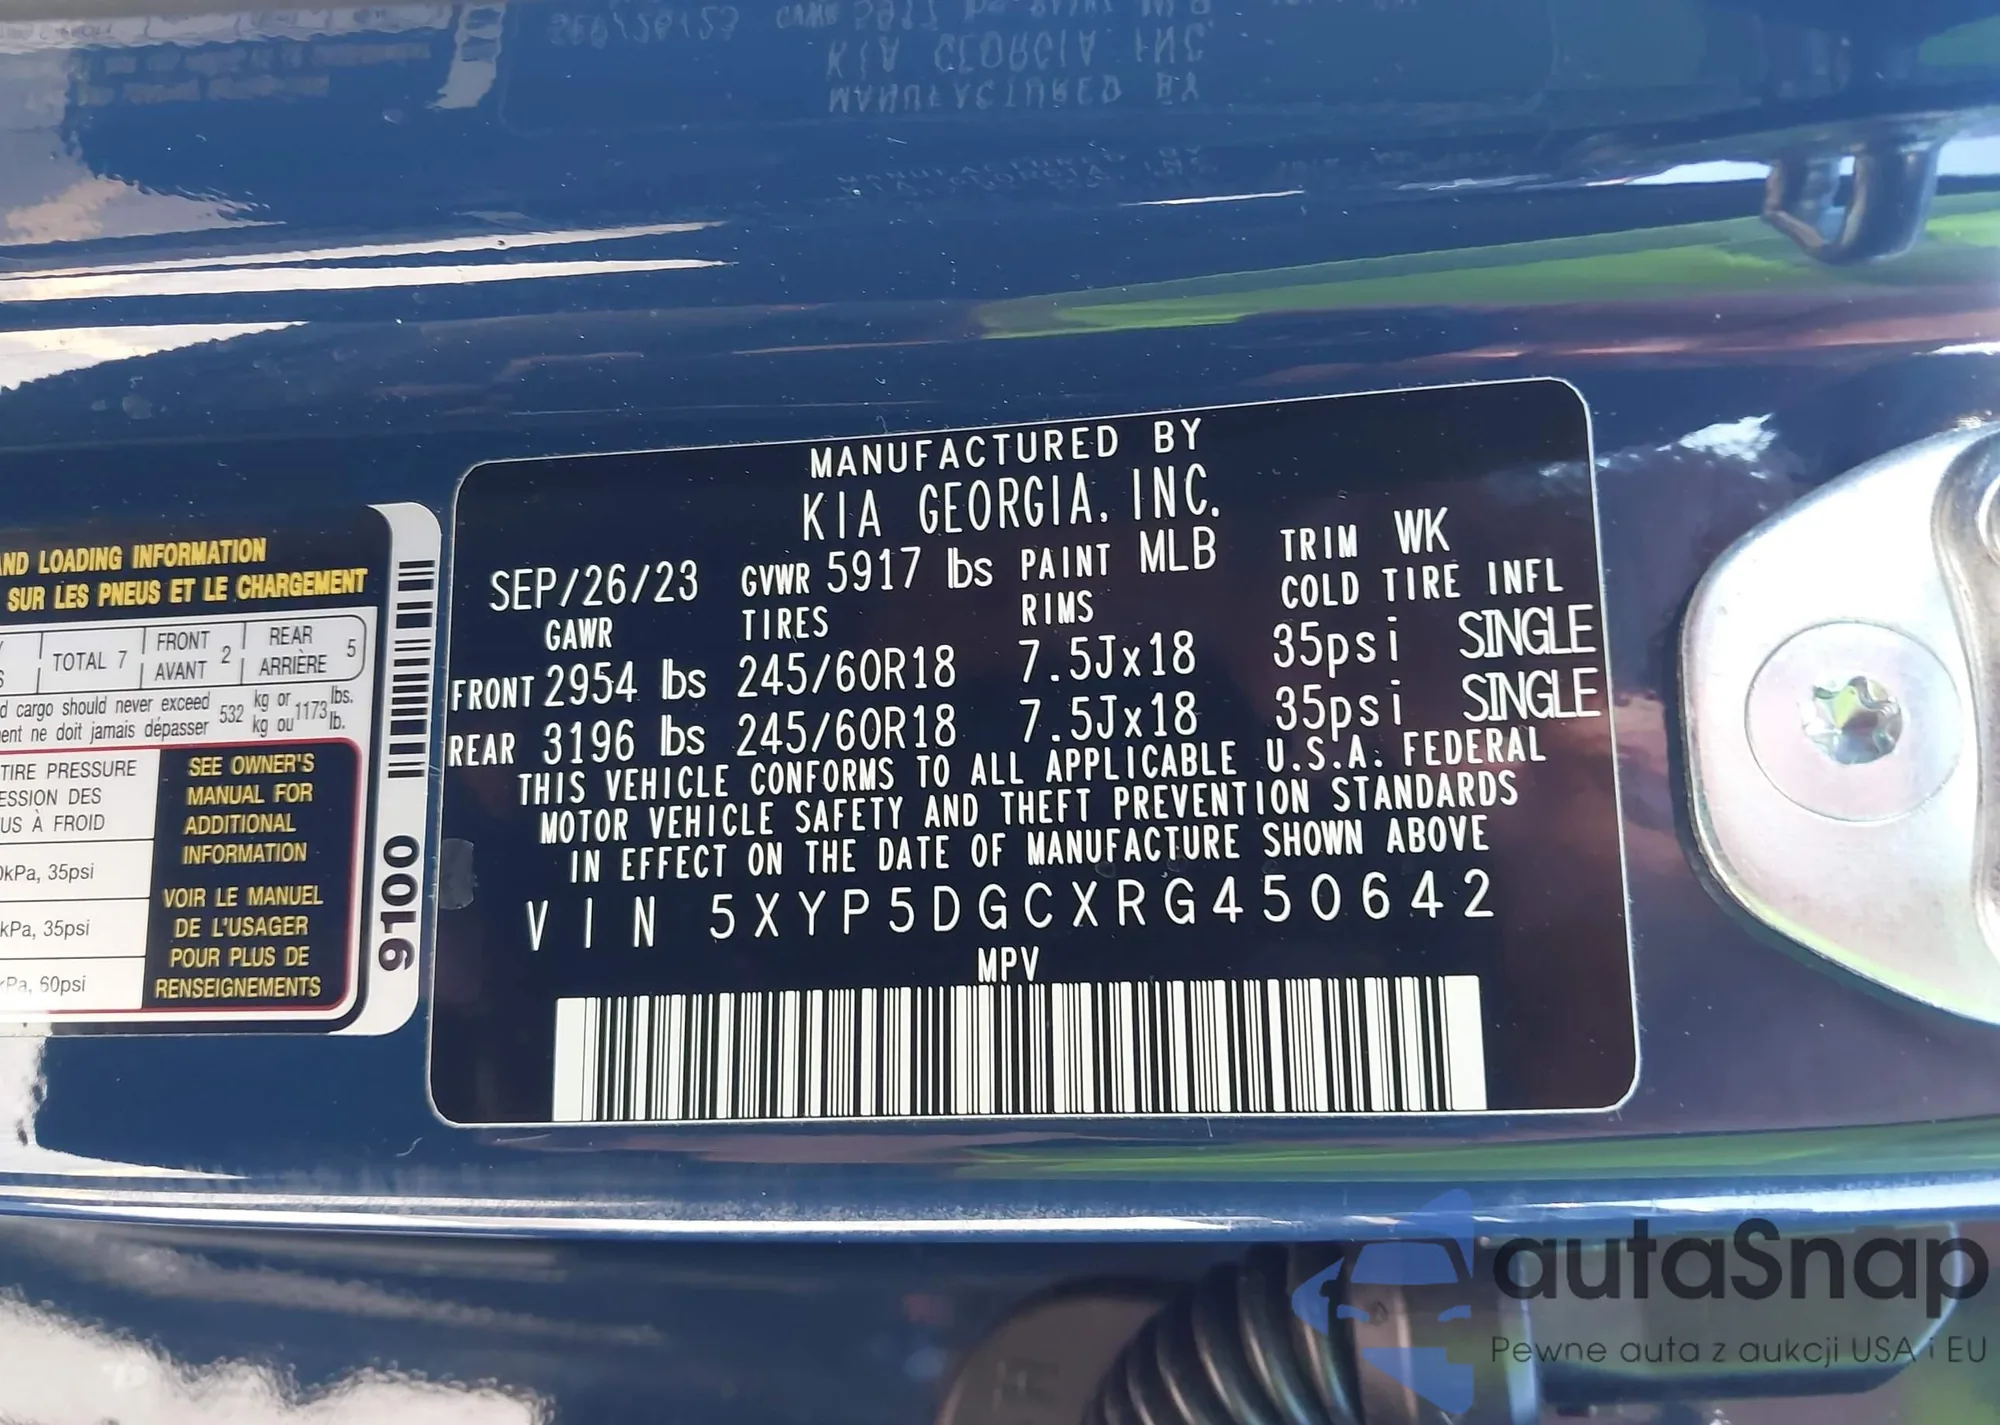 AND LOADING INFORMATION
SUR LES PNEUS ET LE CHARGEMENT
TOTAL 7
FRONT
AVANT 2
REAR
ARRIÈRE 5
cargo should never exceed 532 kg or 1173 lbs.
ne doit jamais dépasser kg ou lb.
TIRE PRESSURE
DES
À FROID
kPa, 35psi
kPa, 35psi
kPa, 60psi
SEE OWNER'S
MANUAL FOR
ADDITIONAL
INFORMATION
VOIR LE MANUEL
DE L'USAGER
POUR PLUS DE
RENSEIGNEMENTS
9100
MANUFACTURED BY
KIA GEORGIA, INC.
SEP/26/23 GVWR 5917 lbs PAINT MLB TRIM WK
GAWR TIRES RIMS COLD TIRE INFL
FRONT 2954 lbs 245/60R18 7.5Jx18 35psi SINGLE
REAR 3196 lbs 245/60R18 7.5Jx18 35psi SINGLE
THIS VEHICLE CONFORMS TO ALL APPLICABLE U.S.A. FEDERAL
MOTOR VEHICLE SAFETY AND THEFT PREVENTION STANDARDS
IN EFFECT ON THE DATE OF MANUFACTURE SHOWN ABOVE
VIN 5XYP5DGCXRG450642
MPV
autaSnap
Pewne auta z aukcji USA i EU